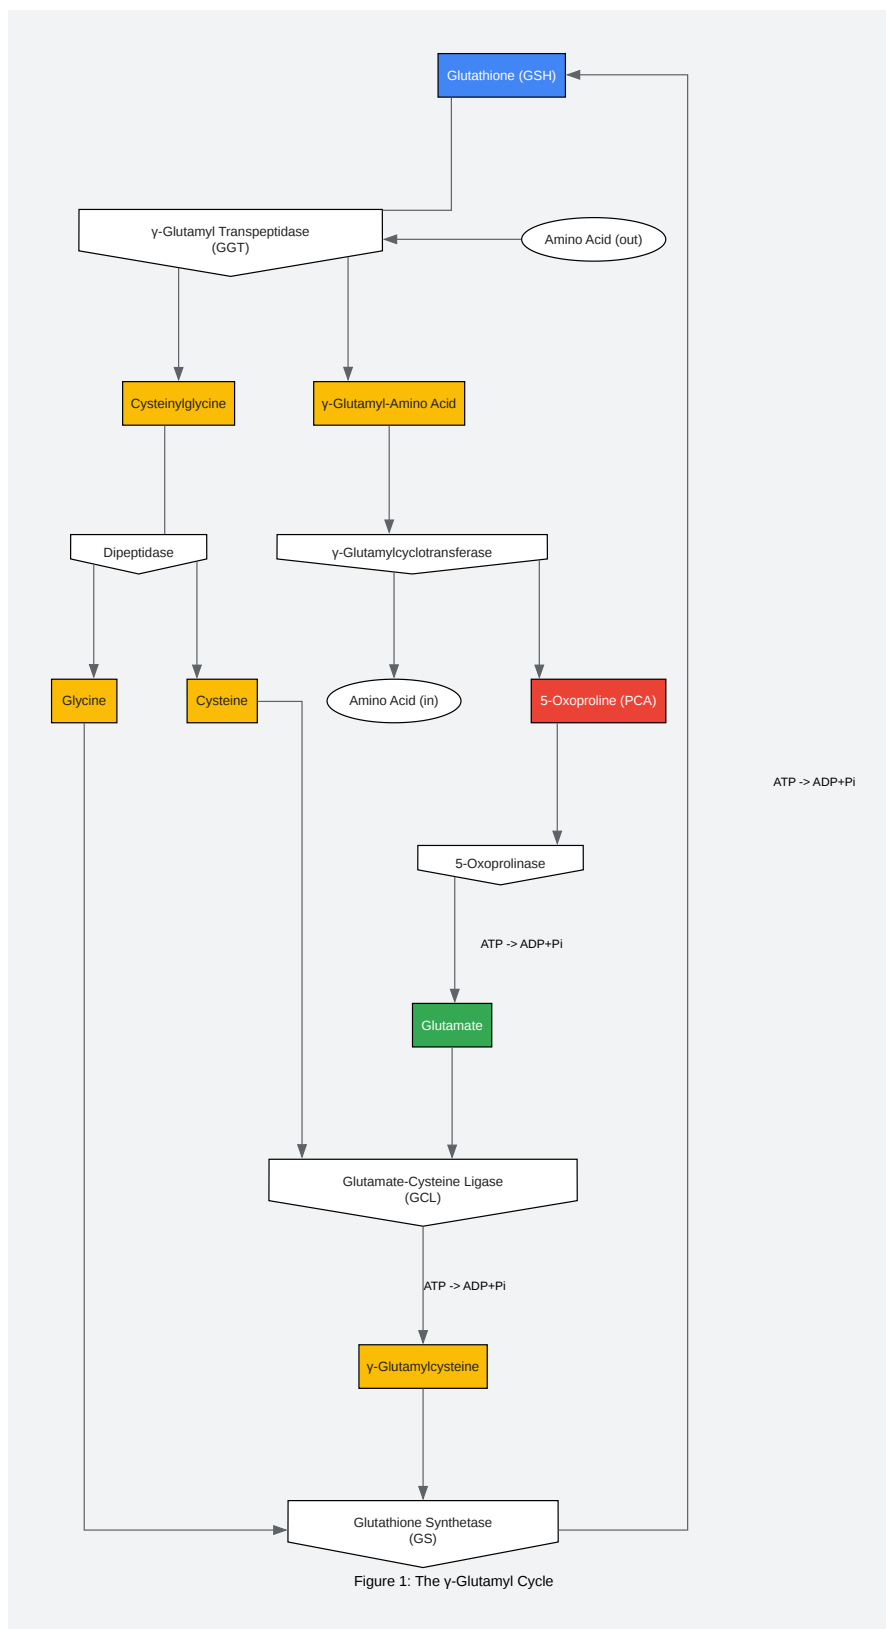 Glutathione (GSH)
γ-Glutamyl Transpeptidase
(GGT)
Amino Acid (out)
Cysteinylglycine
γ-Glutamyl-Amino Acid
Dipeptidase
γ-Glutamylcyclotransferase
Glycine
Cysteine
Amino Acid (in)
5-Oxoproline (PCA)
ATP -> ADP+Pi
5-Oxoprolinase
ATP -> ADP+Pi
Glutamate
Glutamate-Cysteine Ligase
(GCL)
ATP -> ADP+Pi
γ-Glutamylcysteine
Glutathione Synthetase
(GS)
Figure 1: The γ-Glutamyl Cycle